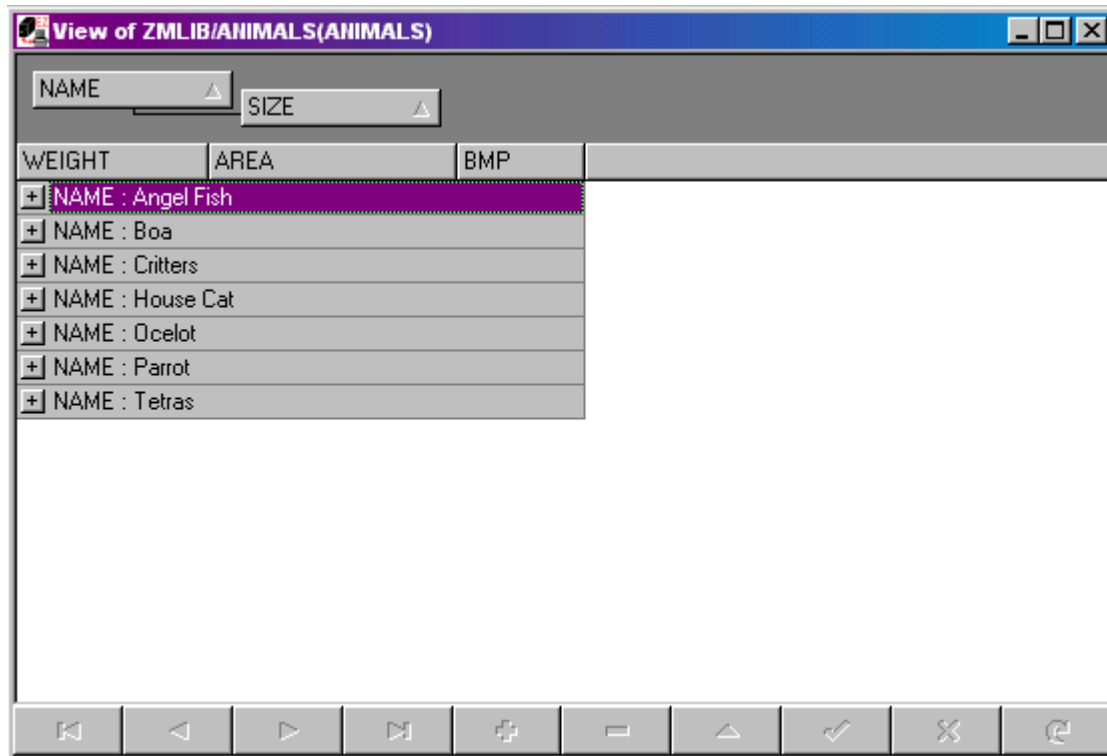 View of ZMLIB/ANIMALS(ANIMALS)
NAME
SIZE
WEIGHT AREA BMP
NAME : Angel Fish
NAME : Boa
NAME : Critters
NAME : House Cat
NAME : Ocelot
NAME : Parrot
NAME : Tetras